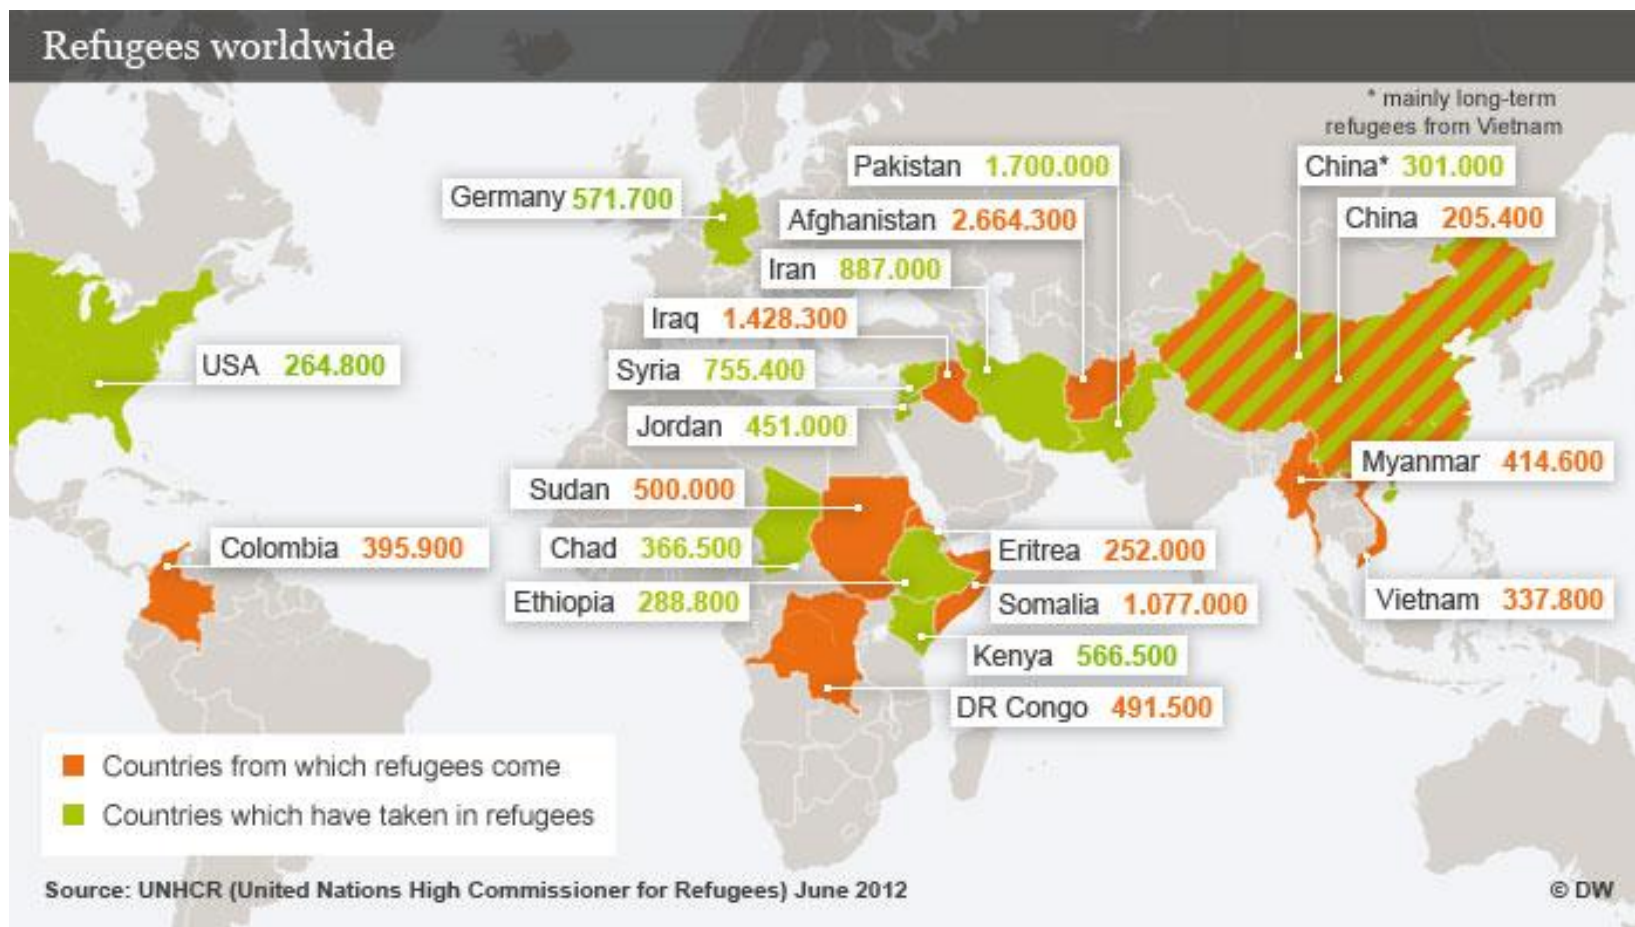 Refugees worldwide
* mainly long-term
refugees from Vietnam
Pakistan 1.700.000
China* 301.000
Germany 571.700
Afghanistan 2.664.300
China 205.400
Iran 887.000
Iraq 1.428.300
USA 264.800
Syria 755.400
Jordan 451.000
Myanmar 414.600
Sudan 500.000
Colombia 395.900
Chad 366.500
Eritrea 252.000
Ethiopia 288.800
Somalia 1.077.000
Vietnam 337.800
Kenya 566.500
DR Congo 491.500
Countries from which refugees come
Countries which have taken in refugees
Source: UNHCR (United Nations High Commissioner for Refugees) June 2012
© DW